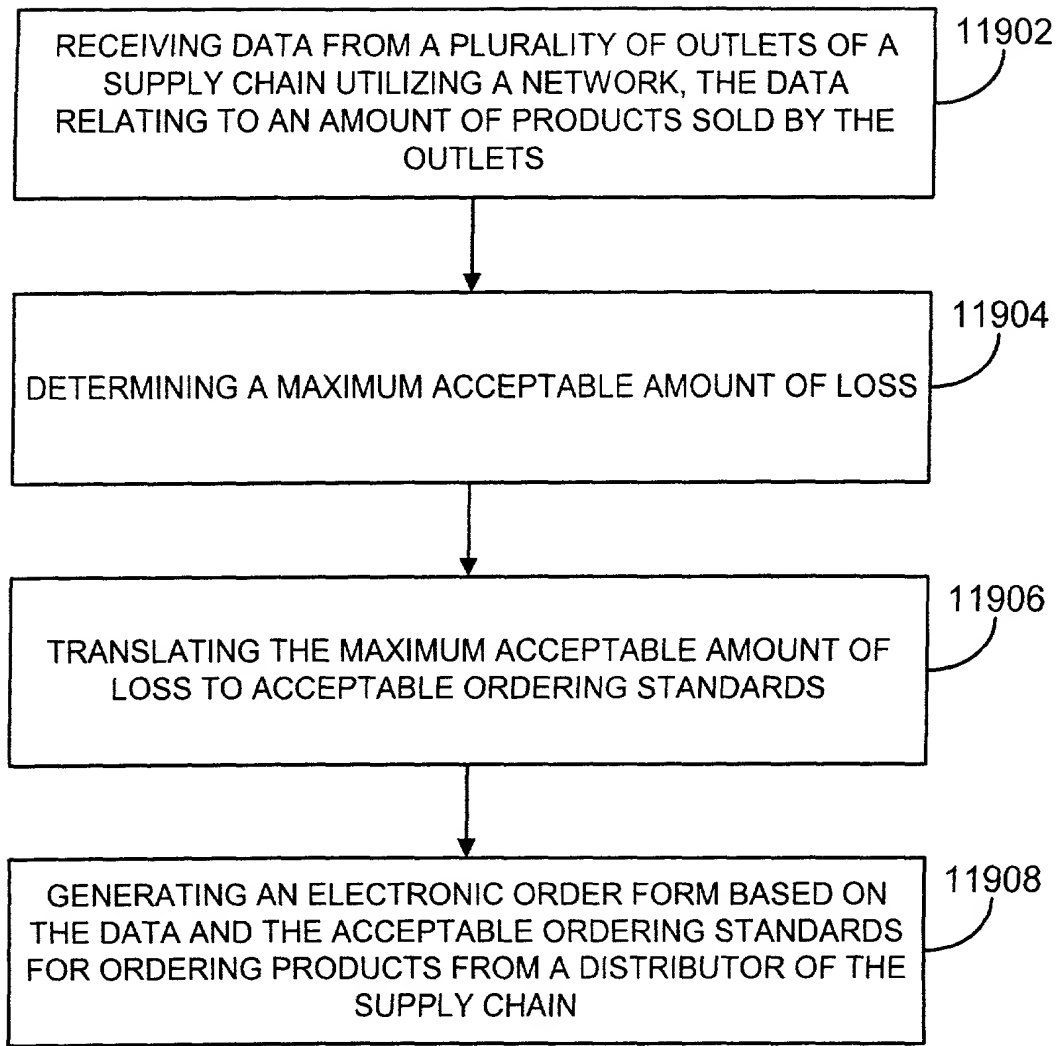 RECEIVING DATA FROM A PLURALITY OF OUTLETS OF A
SUPPLY CHAIN UTILIZING A NETWORK, THE DATA
RELATING TO AN AMOUNT OF PRODUCTS SOLD BY THE
OUTLETS
11902
DETERMINING A MAXIMUM ACCEPTABLE AMOUNT OF LOSS
11904
TRANSLATING THE MAXIMUM ACCEPTABLE AMOUNT OF
LOSS TO ACCEPTABLE ORDERING STANDARDS
11906
GENERATING AN ELECTRONIC ORDER FORM BASED ON
THE DATA AND THE ACCEPTABLE ORDERING STANDARDS
FOR ORDERING PRODUCTS FROM A DISTRIBUTOR OF THE
SUPPLY CHAIN
11908